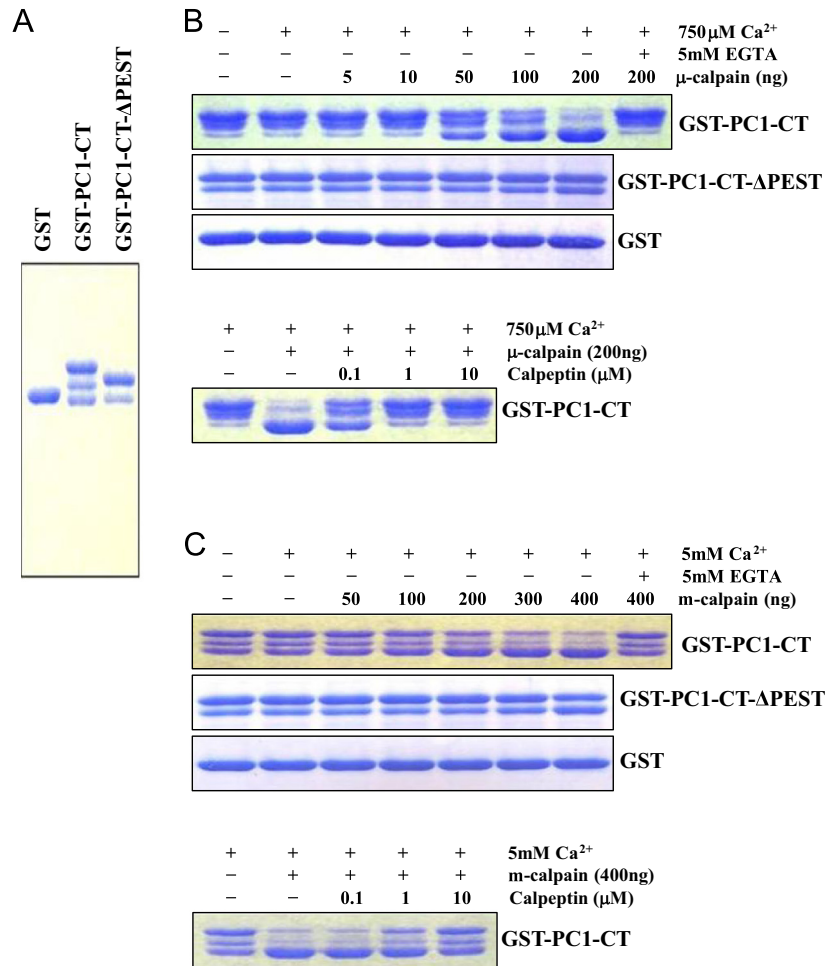 A
GST
GST-PC1-CT
GST-PC1-CT-ΔPEST
B
− + + + + + + + 750μM Ca²⁺
− − − − − − − + 5mM EGTA
− − 5 10 50 100 200 200 μ-calpain (ng)
GST-PC1-CT
GST-PC1-CT-ΔPEST
GST
+ + + + + 750μM Ca²⁺
− + + + + μ-calpain (200ng)
− − 0.1 1 10 Calpeptin (μM)
GST-PC1-CT
C
− + + + + + + + 5mM Ca²⁺
− − − − − − − + 5mM EGTA
− − 50 100 200 300 400 400 m-calpain (ng)
GST-PC1-CT
GST-PC1-CT-ΔPEST
GST
+ + + + + 5mM Ca²⁺
− + + + + m-calpain (400ng)
− − 0.1 1 10 Calpeptin (μM)
GST-PC1-CT